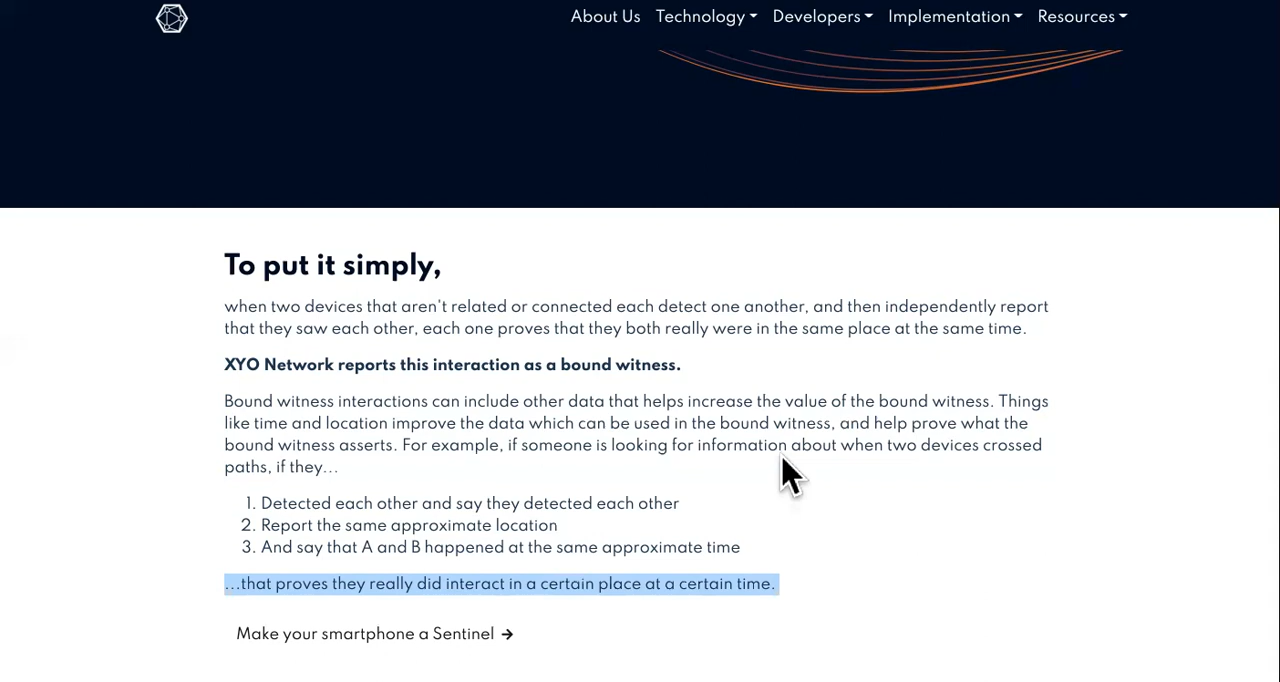 About Us Technology Developers Implementation Resources
To put it simply,
when two devices that aren't related or connected each detect one another, and then independently report
that they saw each other, each one proves that they both really were in the same place at the same time.
XYO Network reports this interaction as a bound witness.
Bound witness interactions can include other data that helps increase the value of the bound witness. Things
like time and location improve the data which can be used in the bound witness, and help prove what the
bound witness asserts. For example, if someone is looking for information about when two devices crossed
paths, if they...
1. Detected each other and say they detected each other
2. Report the same approximate location
3. And say that A and B happened at the same approximate time
...that proves they really did interact in a certain place at a certain time.
Make your smartphone a Sentinel →